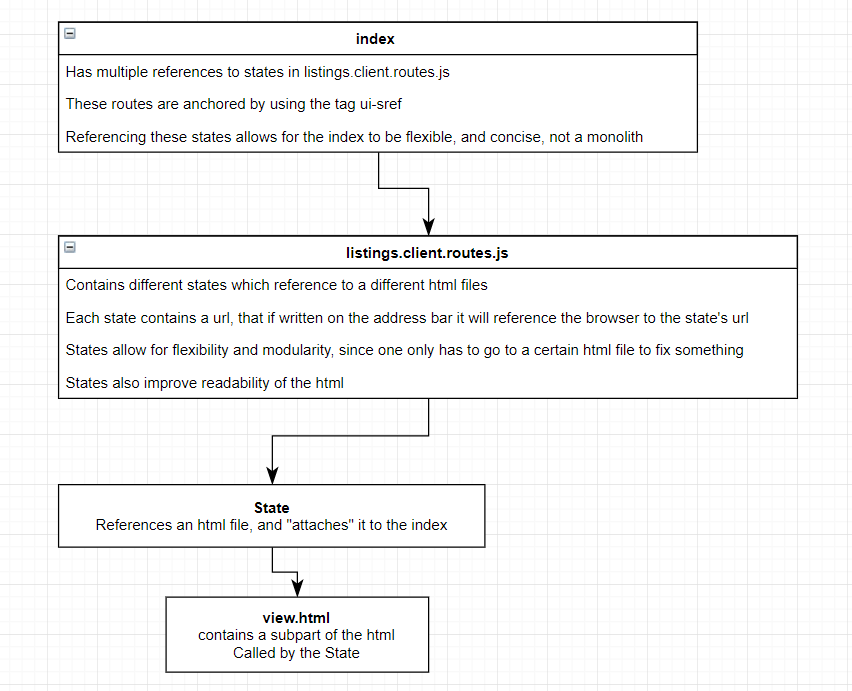 index
Has multiple references to states in listings.client.routes.js
These routes are anchored by using the tag ui-sref
Referencing these states allows for the index to be flexible, and concise, not a monolith
listings.client.routes.js
Contains different states which reference to a different html files
Each state contains a url, that if written on the address bar it will reference the browser to the state's url
States allow for flexibility and modularity, since one only has to go to a certain html file to fix something
States also improve readability of the html
State
References an html file, and "attaches" it to the index
view.html
contains a subpart of the html
Called by the State